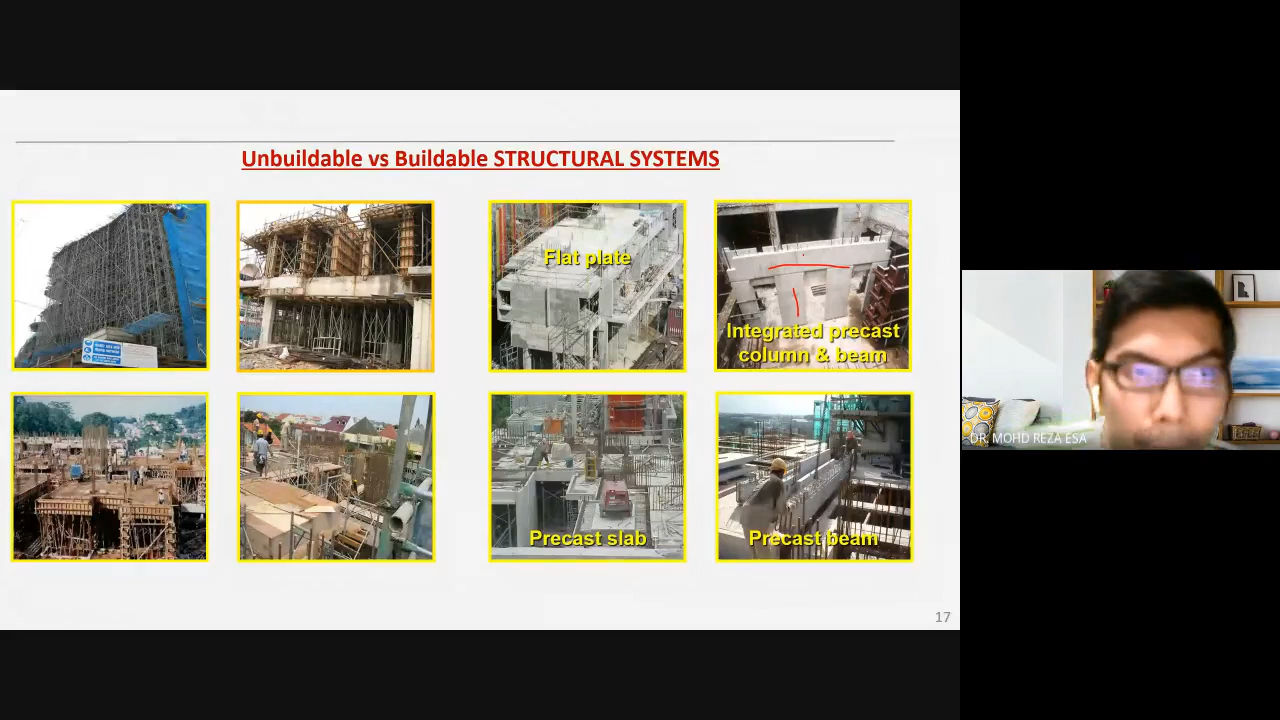 Unbuildable vs Buildable STRUCTURAL SYSTEMS
Flat plate
Integrated precast
column & beam
Precast slab
Precast beam
DR. MOHD REZA ESA
17